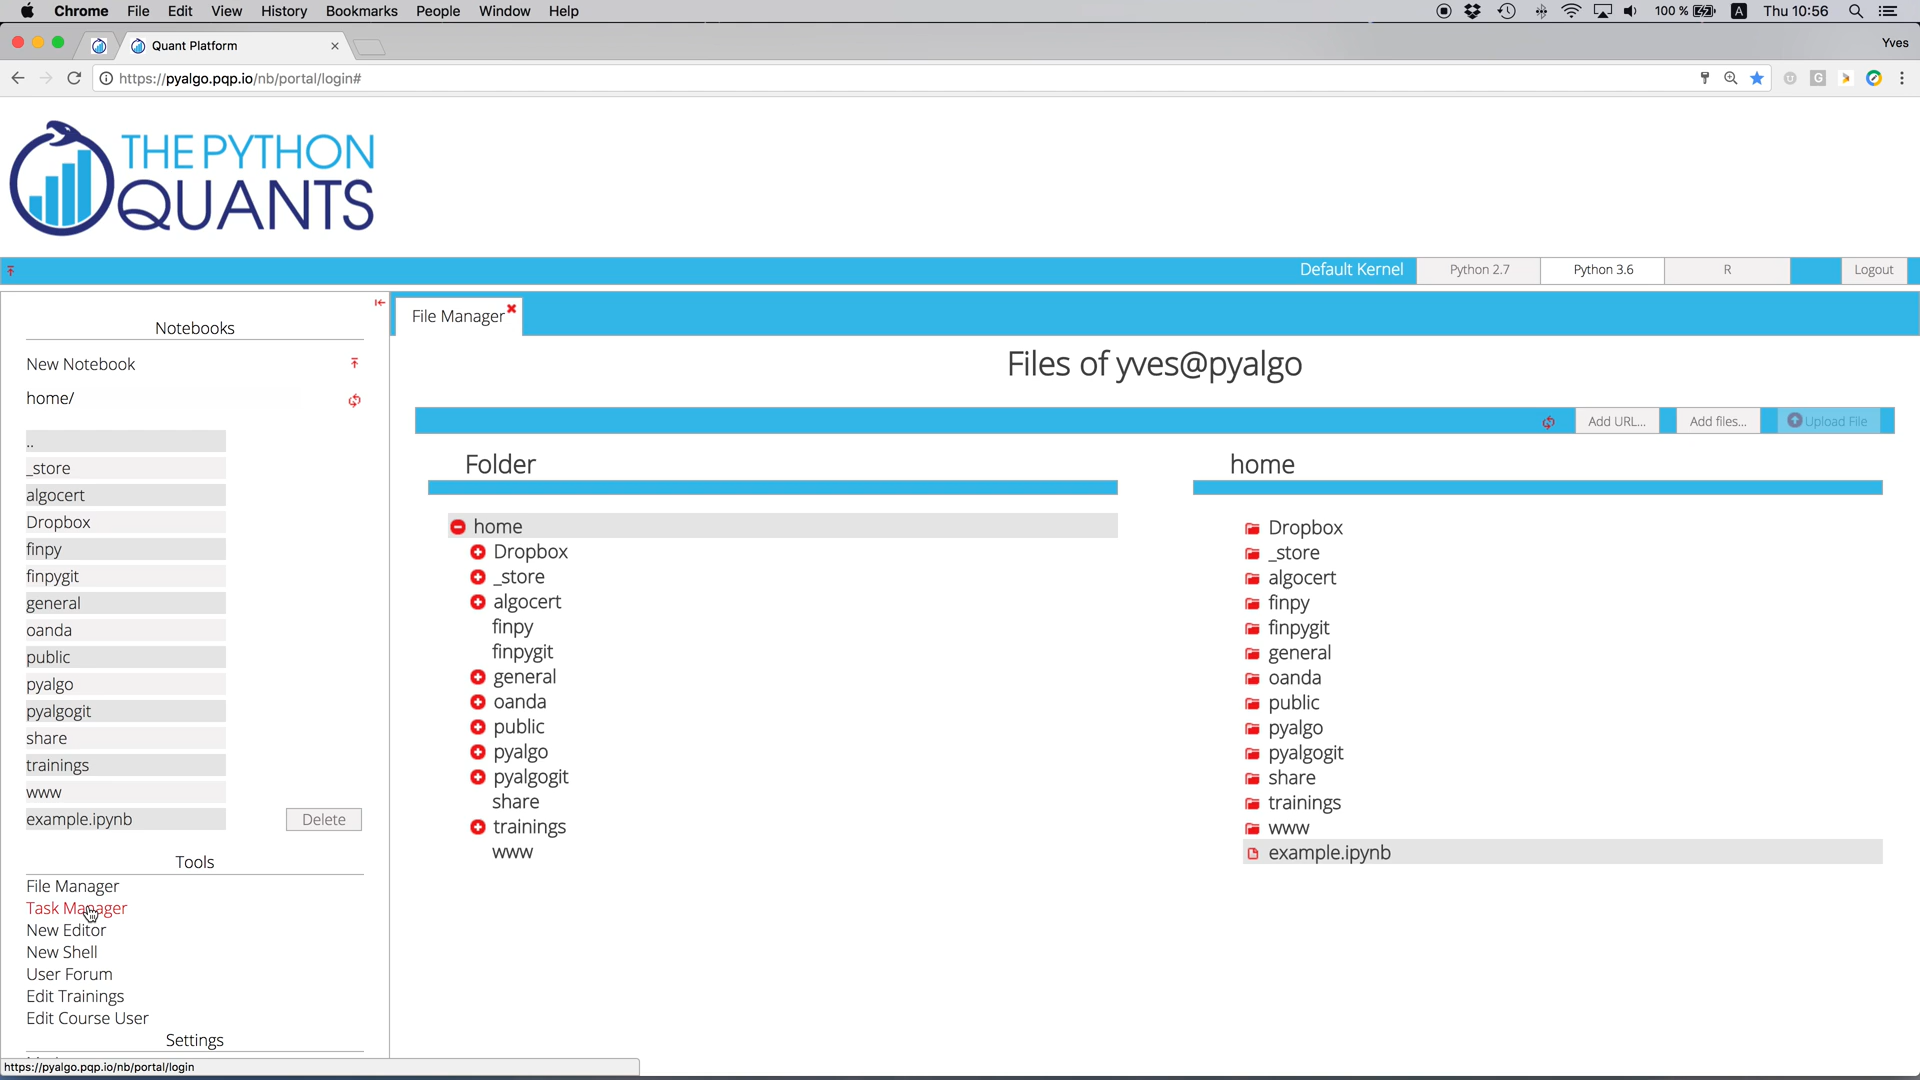 Chrome File Edit View History Bookmarks People Window Help
100 % A Thu 10:56
Quant Platform
Yves
https://pyalgo.pqp.io/nb/portal/login#
THE PYTHON
QUANTS
Default Kernel Python 2.7 Python 3.6 R Logout
File Manager
Notebooks
New Notebook
home/
..
_store
algocert
Dropbox
finpy
finpygit
general
oanda
public
pyalgo
pyalgogit
share
trainings
www
example.ipynb Delete
Tools
File Manager
Task Manager
New Editor
New Shell
User Forum
Edit Trainings
Edit Course User
Settings
https://pyalgo.pqp.io/nb/portal/login
Files of yves@pyalgo
Add URL... Add files... Upload File
Folder
home
Dropbox
_store
algocert
finpy
finpygit
general
oanda
public
pyalgo
pyalgogit
share
trainings
www
home
Dropbox
_store
algocert
finpy
finpygit
general
oanda
public
pyalgo
pyalgogit
share
trainings
www
example.ipynb